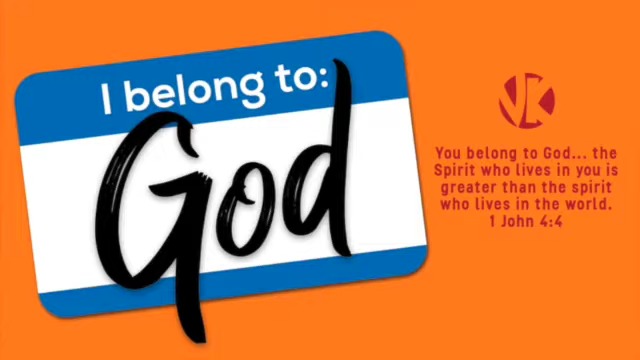 I belong to:
God
VK
You belong to God... the
Spirit who lives in you is
greater than the spirit
who lives in the world.
1 John 4:4